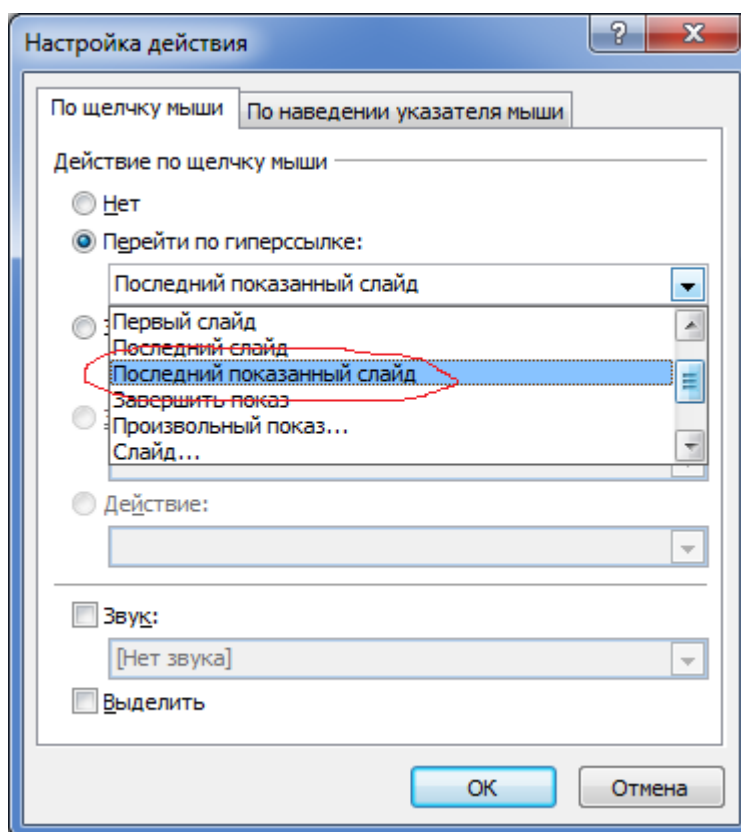 Настройка действия
По щелчку мыши По наведении указателя мыши
Действие по щелчку мыши
Нет
Перейти по гиперссылке:
Последний показанный слайд
Первый слайд
Последний слайд
Последний показанный слайд
Завершить показ
Произвольный показ...
Слайд...
Действие:
Звук:
[Нет звука]
Выделить
ОК Отмена